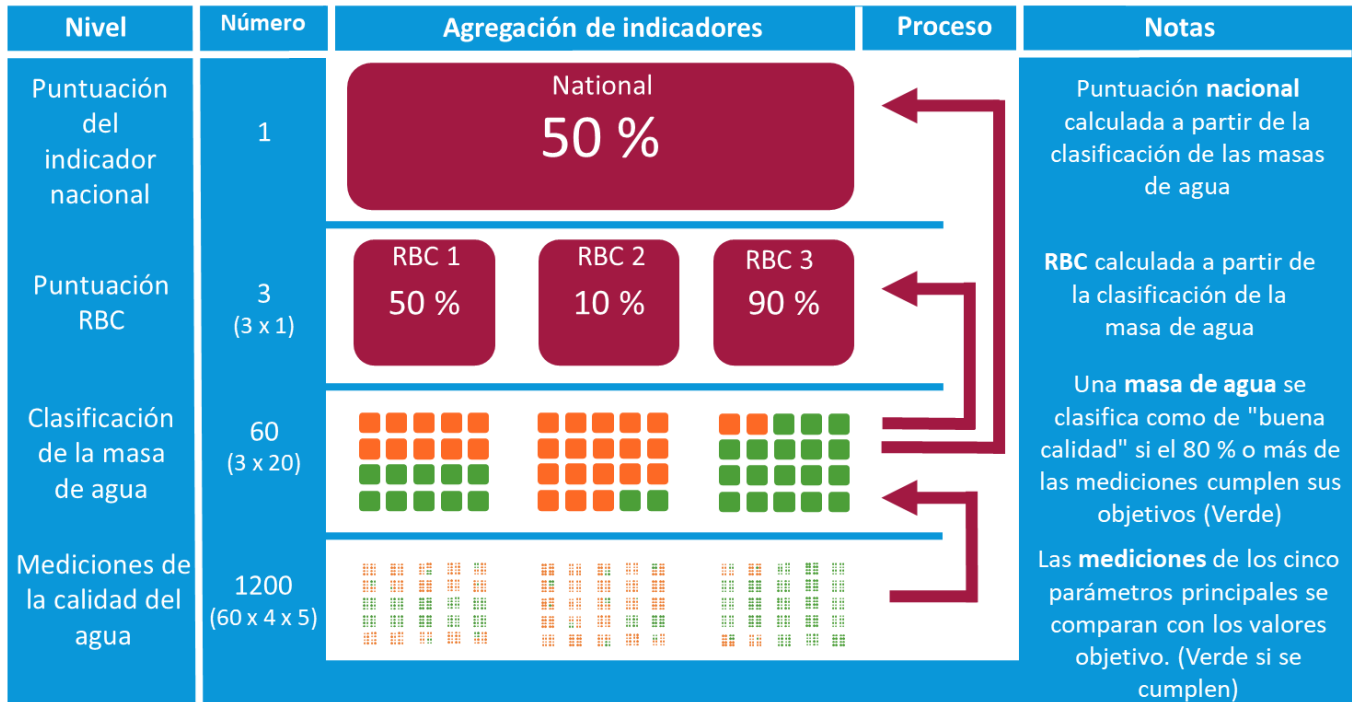 Nivel
Número
Agregación de indicadores
Proceso
Notas
Puntuación
del
indicador
nacional
1
National
50 %
Puntuación nacional
calculada a partir de la
clasificación de las masas
de agua
Puntuación
RBC
3
(3 x 1)
RBC 1
50 %
RBC 2
10 %
RBC 3
90 %
RBC calculada a partir de
la clasificación de la
masa de agua
Clasificación
de la masa
de agua
60
(3 x 20)
Una masa de agua se
clasifica como de "buena
calidad" si el 80 % o más de
las mediciones cumplen sus
objetivos (Verde)
Mediciones de
la calidad del
agua
1200
(60 x 4 x 5)
Las mediciones de los cinco
parámetros principales se
comparan con los valores
objetivo. (Verde si se
cumplen)